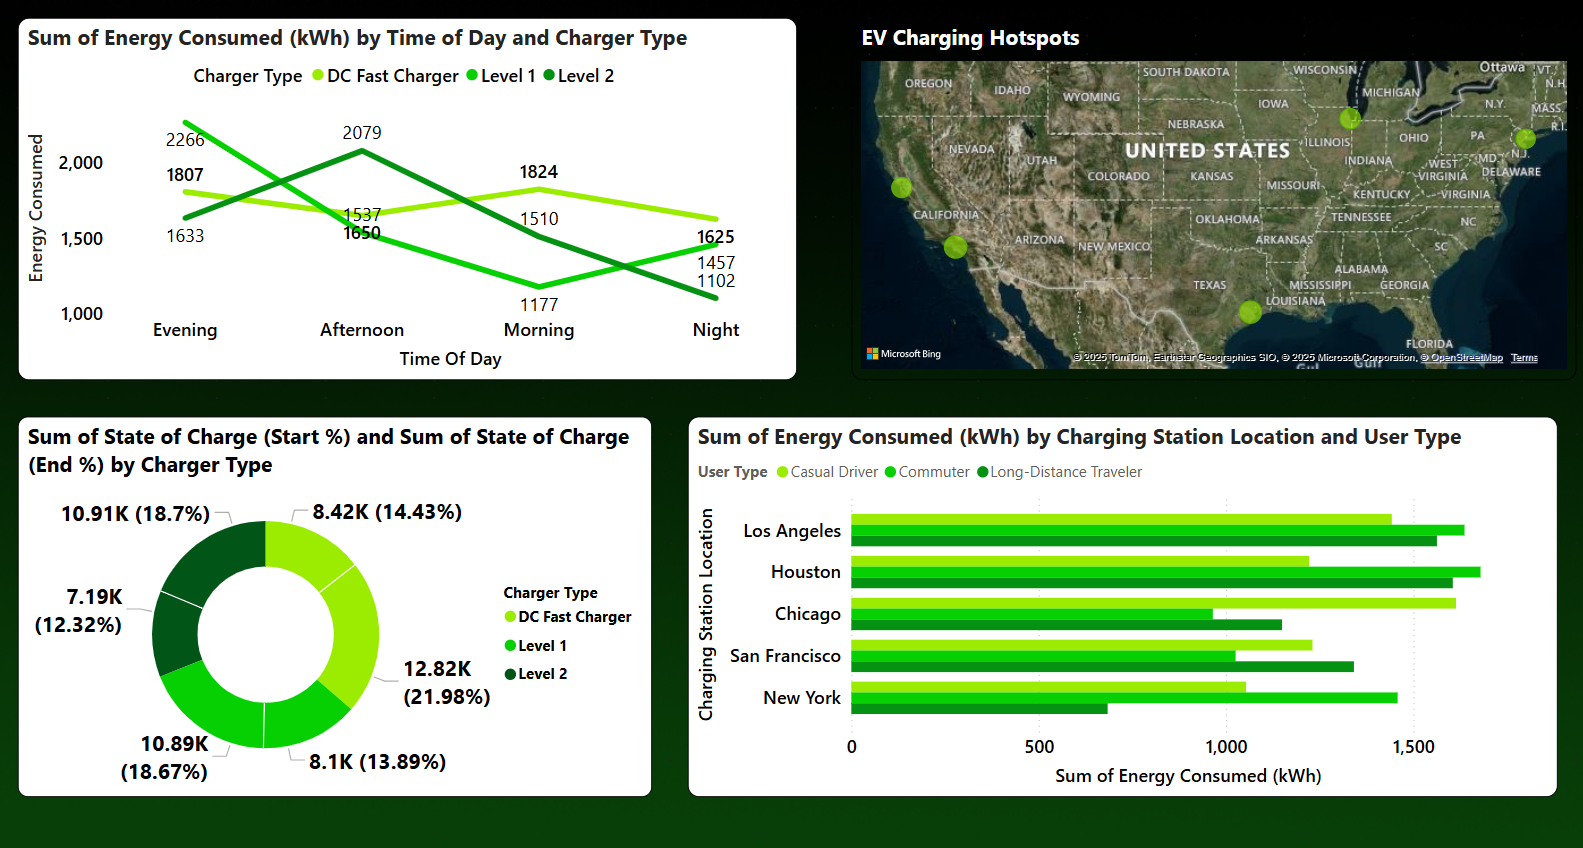 Sum of Energy Consumed (kWh) by Time of Day and Charger Type
Charger Type DC Fast Charger Level 1 Level 2
Energy Consumed
2,000
1,500
1,000
2266
1807
1633
2079
1537
1650
1824
1510
1177
1625
1457
1102
Evening Afternoon Morning Night
Time Of Day
EV Charging Hotspots
OREGON
IDAHO
WYOMING
SOUTH DAKOTA
WISCONSIN
MICHIGAN
Ottawa
VT.
N.H.
N.Y.
MASS.
R.I.
IOWA
NEBRASKA
ILLINOIS
OHIO
PA
NEVADA
UTAH
UNITED STATES
INDIANA
MD
N.J.
COLORADO
KANSAS
MISSOURI
WEST VIRGINIA
DELAWARE
KENTUCKY
VIRGINIA
CALIFORNIA
OKLAHOMA
TENNESSEE
NC
ARIZONA
NEW MEXICO
ARKANSAS
SC
ALABAMA
TEXAS
MISSISSIPPI
GEORGIA
LOUISIANA
FLORIDA
Gulf
Microsoft Bing
© 2025 TomTom, Earthstar Geographics SIO, © 2025 Microsoft Corporation, © OpenStreetMap Terms
Sum of State of Charge (Start %) and Sum of State of Charge
(End %) by Charger Type
10.91K (18.7%)
8.42K (14.43%)
7.19K
(12.32%)
12.82K
(21.98%)
10.89K
(18.67%)
8.1K (13.89%)
Charger Type
DC Fast Charger
Level 1
Level 2
Sum of Energy Consumed (kWh) by Charging Station Location and User Type
User Type Casual Driver Commuter Long-Distance Traveler
Charging Station Location
Los Angeles
Houston
Chicago
San Francisco
New York
0 500 1,000 1,500
Sum of Energy Consumed (kWh)